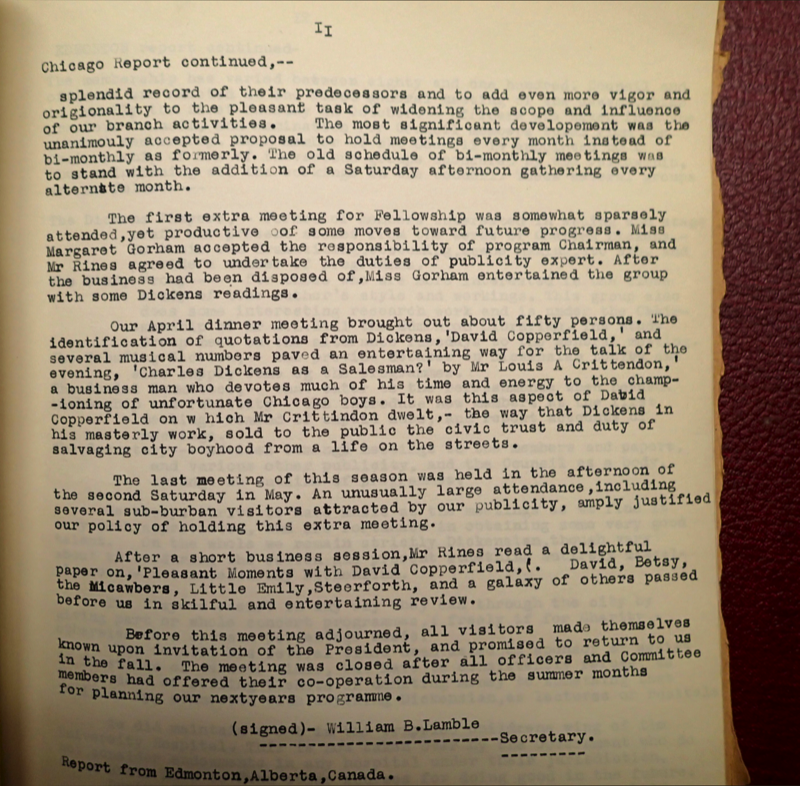 II
Chicago Report continued,--
splendid record of their predecessors and to add even more vigor and
origionality to the pleasant task of widening the scope and influence
of our branch activities. The most significant developement was the
unanimouly accepted proposal to hold meetings every month instead of
bi-monthly as formerly. The old schedule of bi-monthly meetings was
to stand with the addition of a Saturday afternoon gathering every
alternate month.
The first extra meeting for Fellowship was somewhat sparsely
attended,yet productive oof some moves toward future progress. Miss
Margaret Gorham accepted the responsibility of program Chairman, and
Mr Rines agreed to undertake the duties of publicity expert. After
the business had been disposed of,Miss Gorham entertained the group
with some Dickens readings.
Our April dinner meeting brought out about fifty persons. The
identification of quotations from Dickens,'David Copperfield,' and
several musical numbers paved an entertaining way for the talk of the
evening, 'Charles Dickens as a Salesman?' by Mr Louis A Crittendon,'
a business man who devotes much of his time and energy to the champ-
-ioning of unfortunate Chicago boys. It was this aspect of David
Copperfield on w hich Mr Crittindon dwelt,- the way that Dickens in
his masterly work, sold to the public the civic trust and duty of
salvaging city boyhood from a life on the streets.
The last meeting of this season was held in the afternoon of
the second Saturday in May. An unusually large attendance,including
several sub-burban visitors attracted by our publicity, amply justified
our policy of holding this extra meeting.
After a short business session,Mr Rines read a delightful
paper on,'Pleasant Moments with David Copperfield,'. David, Betsy,
the Micawbers, Little Emily,Steerforth, and a galaxy of others passed
before us in skilful and entertaining review.
Before this meeting adjourned, all visitors made themselves
known upon invitation of the President, and promised to return to us
in the fall. The meeting was closed after all officers and Committee
members had offered their co-operation during the summer months
for planning our nextyears programme.
(signed)- William B.Lamble
-----------------------Secretary.
---------
Report from Edmonton,Alberta,Canada.